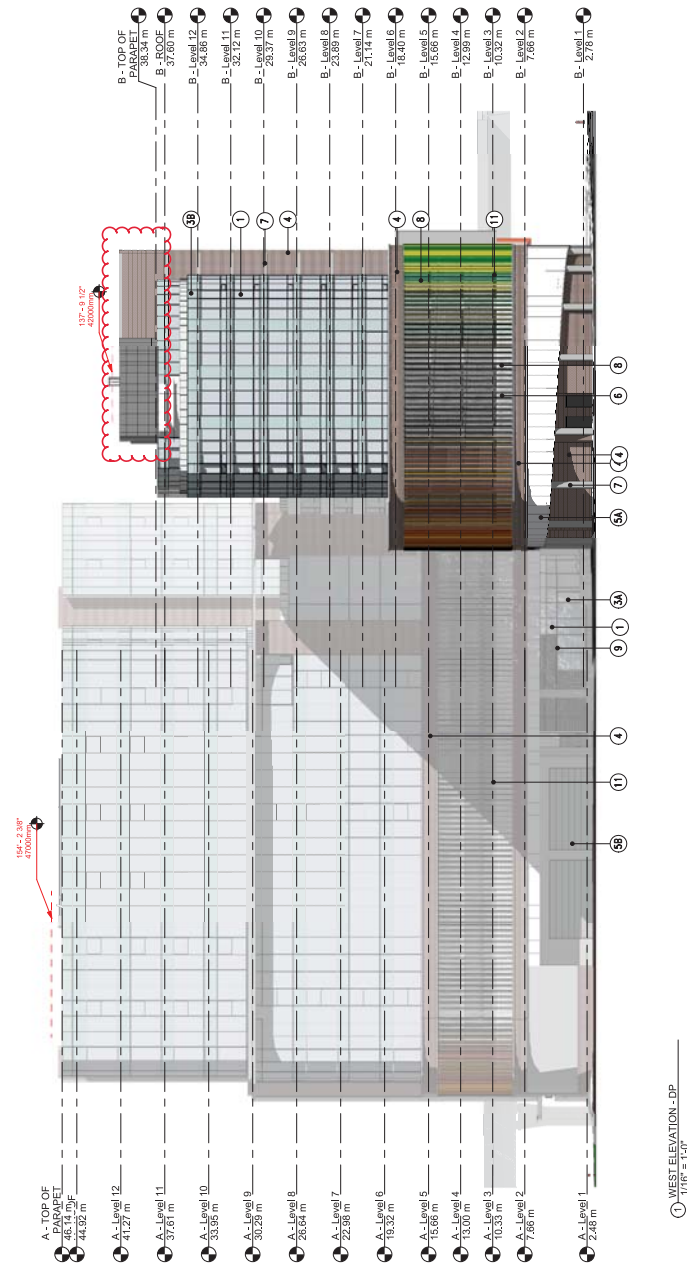 B - TOP OF
PARAPET
38.34 m
B - ROOF
37.60 m
B - Level 12
34.86 m
B - Level 11
32.12 m
B - Level 10
29.37 m
B - Level 9
26.63 m
B - Level 8
23.89 m
B - Level 7
21.14 m
B - Level 6
18.40 m
B - Level 5
15.66 m
B - Level 4
12.99 m
B - Level 3
10.32 m
B - Level 2
7.66 m
B - Level 1
2.78 m
137' - 9 1/2"
42000mm
3B
1
7
4
4
8
11
8
6
4
7
5A
3A
1
9
4
11
5B
154' - 2 3/8"
47000mm
A - TOP OF
PARAPET
46.14 m
44.92 m
A - Level 12
41.27 m
A - Level 11
37.61 m
A - Level 10
33.95 m
A - Level 9
30.29 m
A - Level 8
26.64 m
A - Level 7
22.98 m
A - Level 6
19.32 m
A - Level 5
15.66 m
A - Level 4
13.00 m
A - Level 3
10.33 m
A - Level 2
7.66 m
A - Level 1
2.48 m
1 WEST ELEVATION - DP
1/16" = 1'-0"